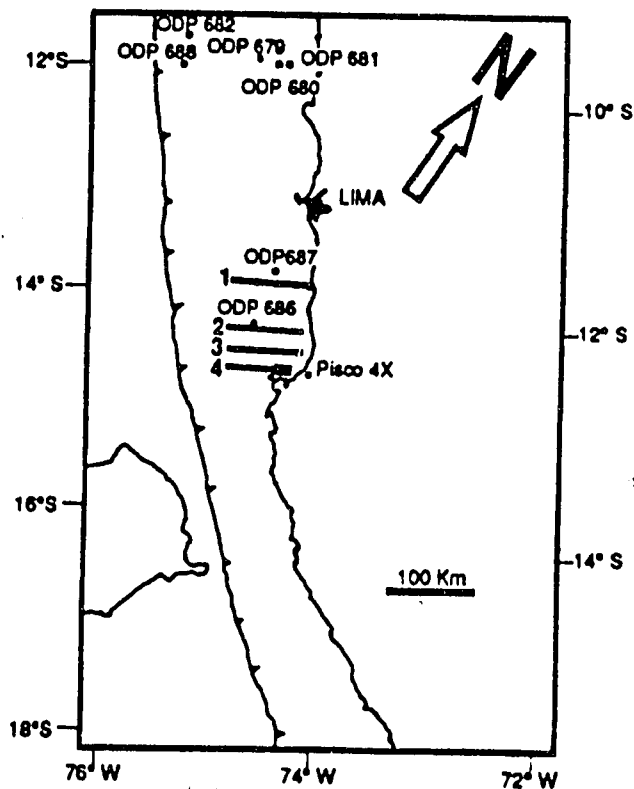 ODP 682
ODP 688 ODP 679 ODP 681
12°S
ODP 680
10° S
N
LIMA
ODP687
14°S
1
ODP 686
2
12° S
3
4
Pisco 4X
16°S
14° S
100 Km
18°S
76° W 74° W 72° W